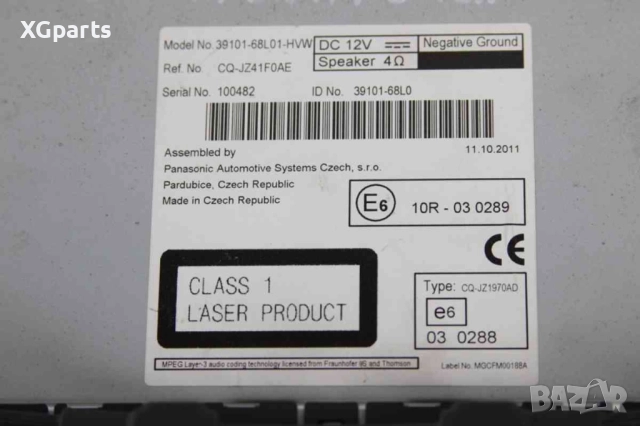 XGparts
Model No. 39101-68L01-HVW
DC 12V
Negative Ground
Ref. No. CQ-JZ41F0AE
Speaker 4Ω
Serial No. 100482 ID No. 39101-68L0
Assembled by
11.10.2011
Panasonic Automotive Systems Czech, s.r.o.
Pardubice, Czech Republic
Made in Czech Republic
E6 10R - 03 0289
CE
CLASS 1
LASER PRODUCT
Type: CQ-JZ1970AD
e6
03 0288
MPEG Layer-3 audio coding technology licensed from Fraunhofer IIS and Thomson
Label No. MGCFM00188A
bazar